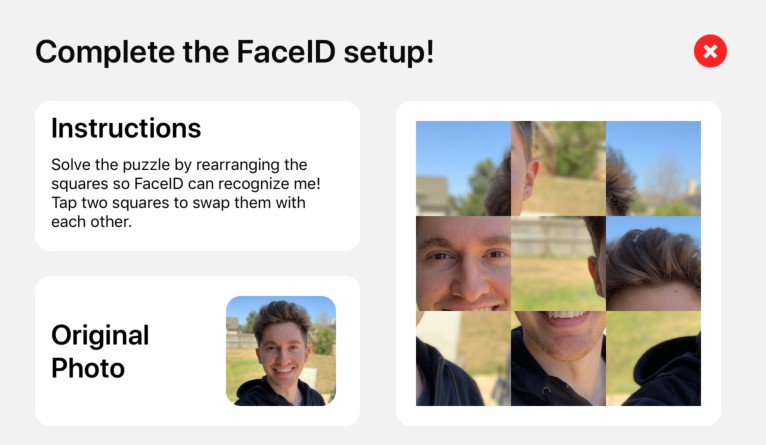 Complete the FaceID setup!
Instructions
Solve the puzzle by rearranging the
squares so FaceID can recognize me!
Tap two squares to swap them with
each other.
Original
Photo